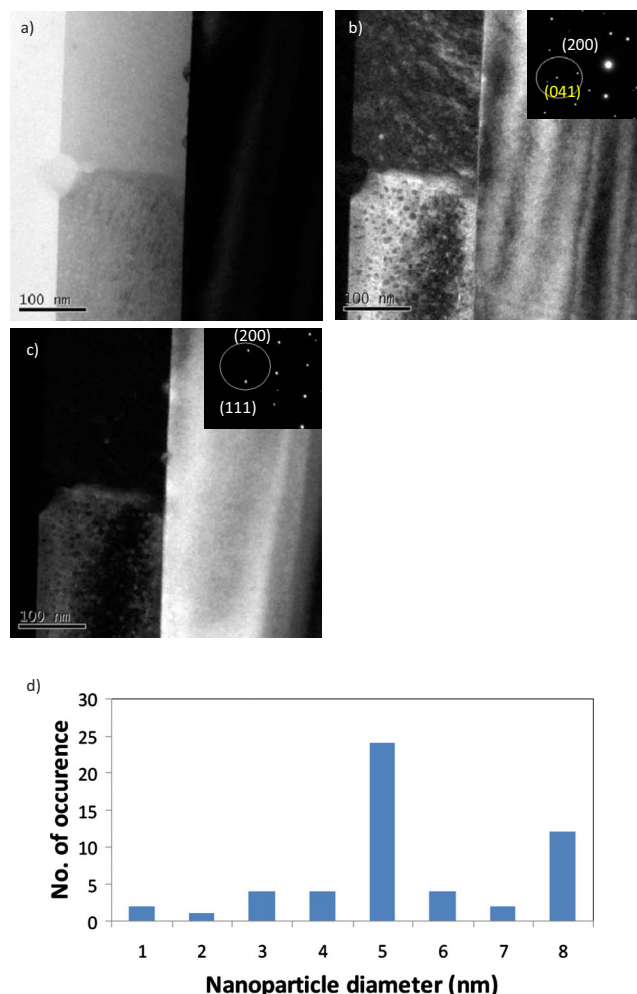 a)
100 nm
b)
(200)
(041)
100 nm
c)
(200)
(111)
100 nm
d)
No. of occurence
30
25
20
15
10
5
0
1 2 3 4 5 6 7 8
Nanoparticle diameter (nm)